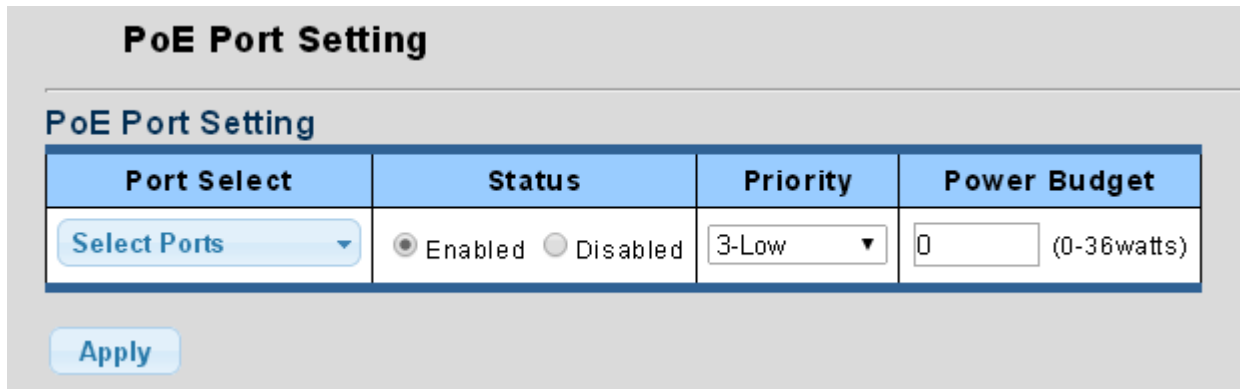 PoE Port Setting
PoE Port Setting
Port Select Status Priority Power Budget
Select Ports Enabled Disabled 3-Low 0 (0-36watts)
Apply